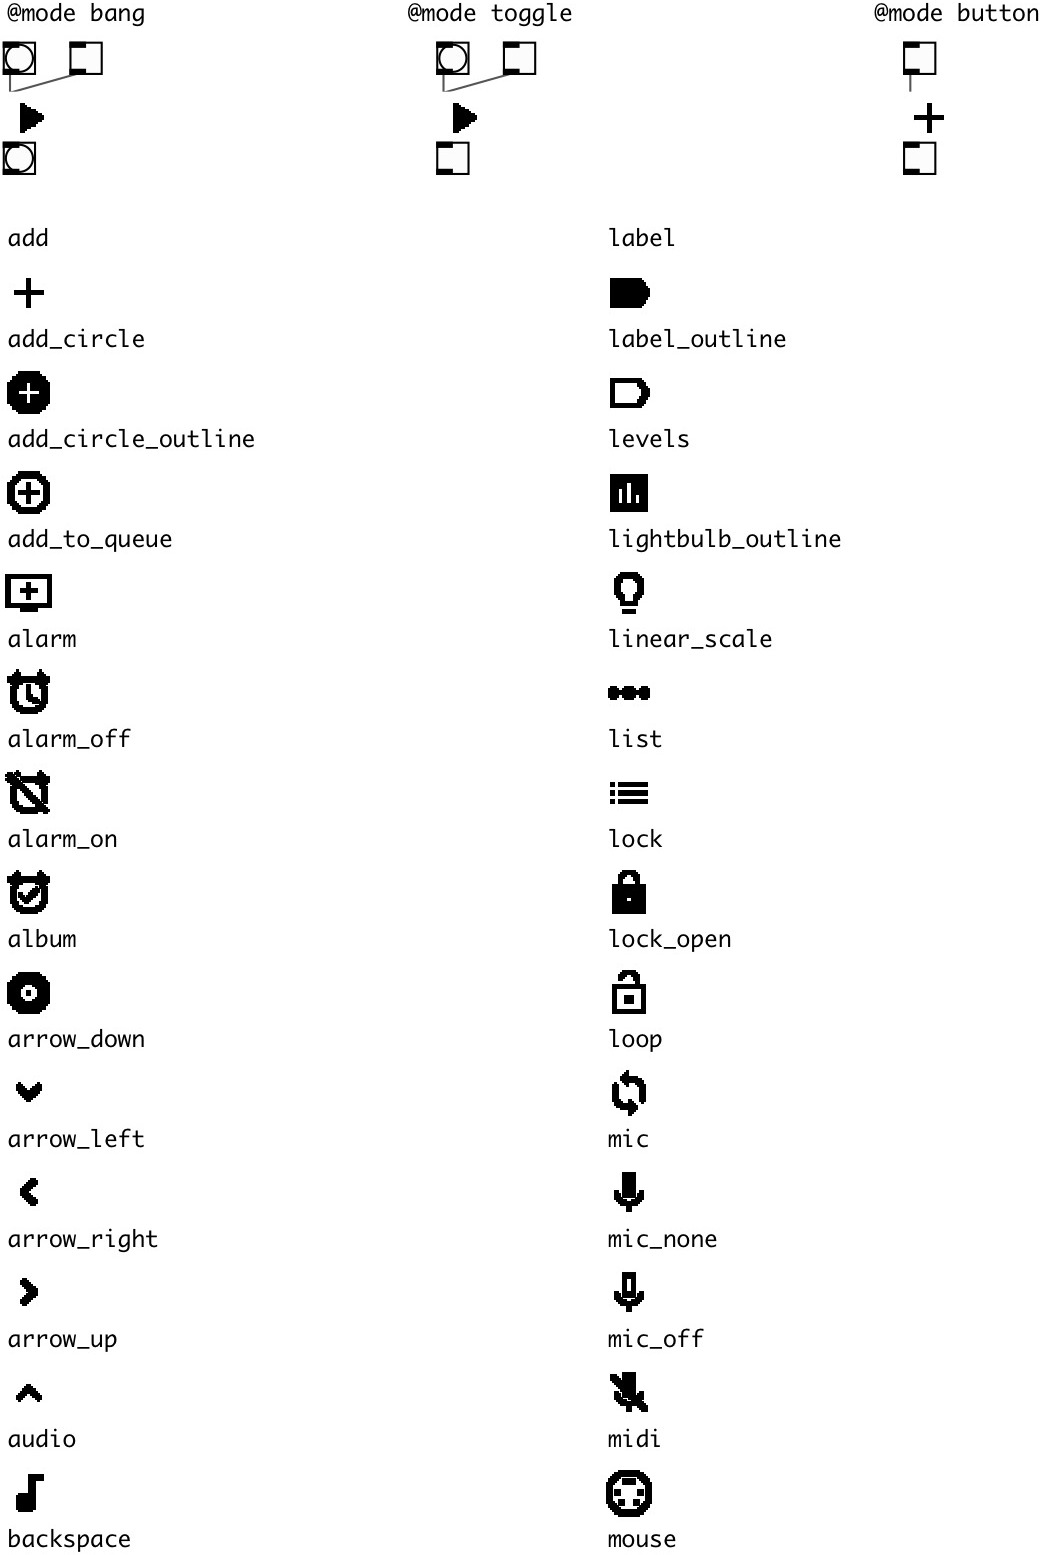 @mode bang
@mode toggle
@mode button
add
label
add_circle
label_outline
add_circle_outline
levels
add_to_queue
lightbulb_outline
alarm
linear_scale
alarm_off
list
alarm_on
lock
album
lock_open
arrow_down
loop
arrow_left
mic
arrow_right
mic_none
arrow_up
mic_off
audio
midi
backspace
mouse